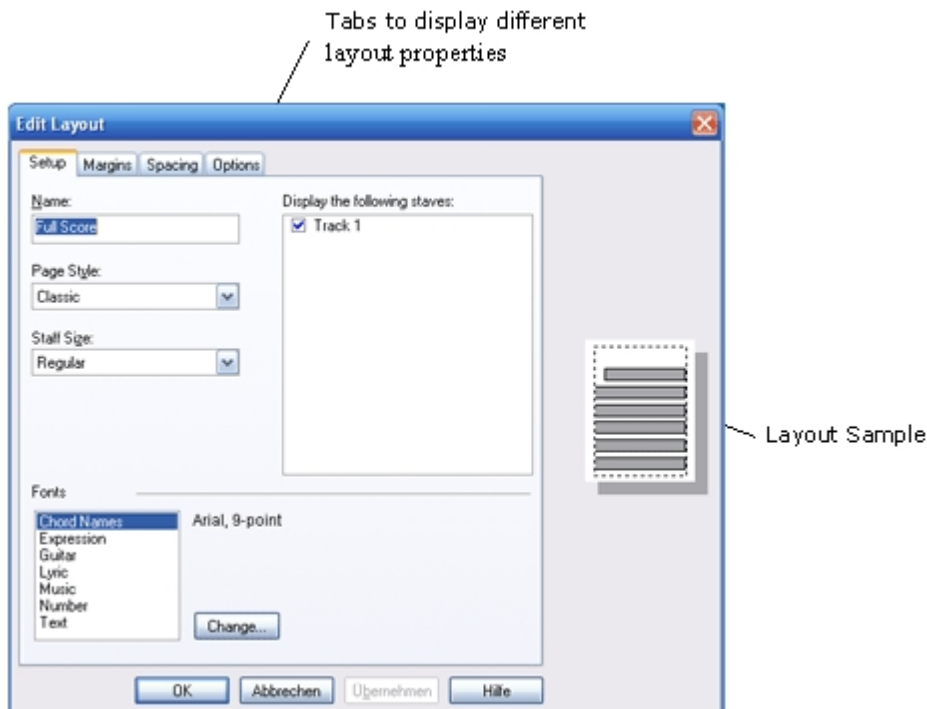 Tabs to display different
layout properties
Edit Layout
Setup Margins Spacing Options
Name:
Full Score
Display the following staves:
Track 1
Page Style:
Classic
Staff Size:
Regular
Layout Sample
Fonts
Chord Names
Expression
Guitar
Lyric
Music
Number
Text
Arial, 9-point
Change...
OK Abbrechen Übernehmen Hilfe